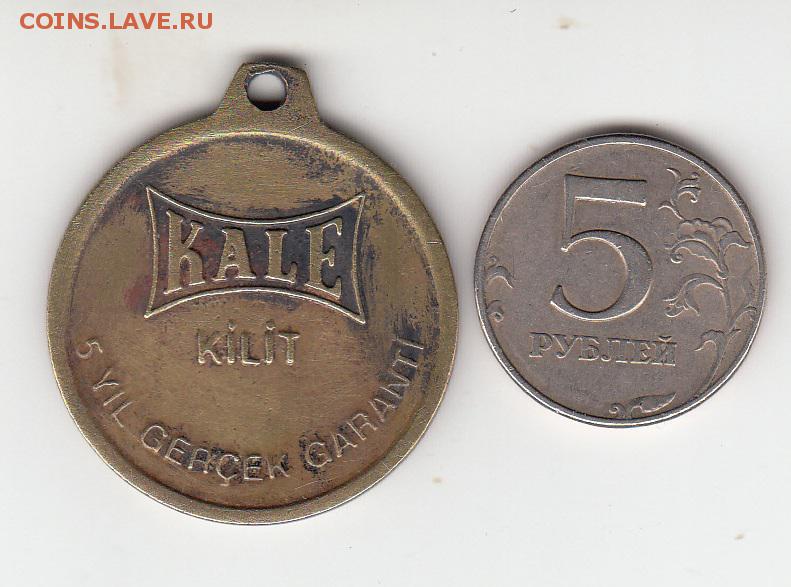 COINS.LAVE.RU
KALE
KİLİT
5 YIL GERÇEK GARANTİ
5
РУБЛЕЙ